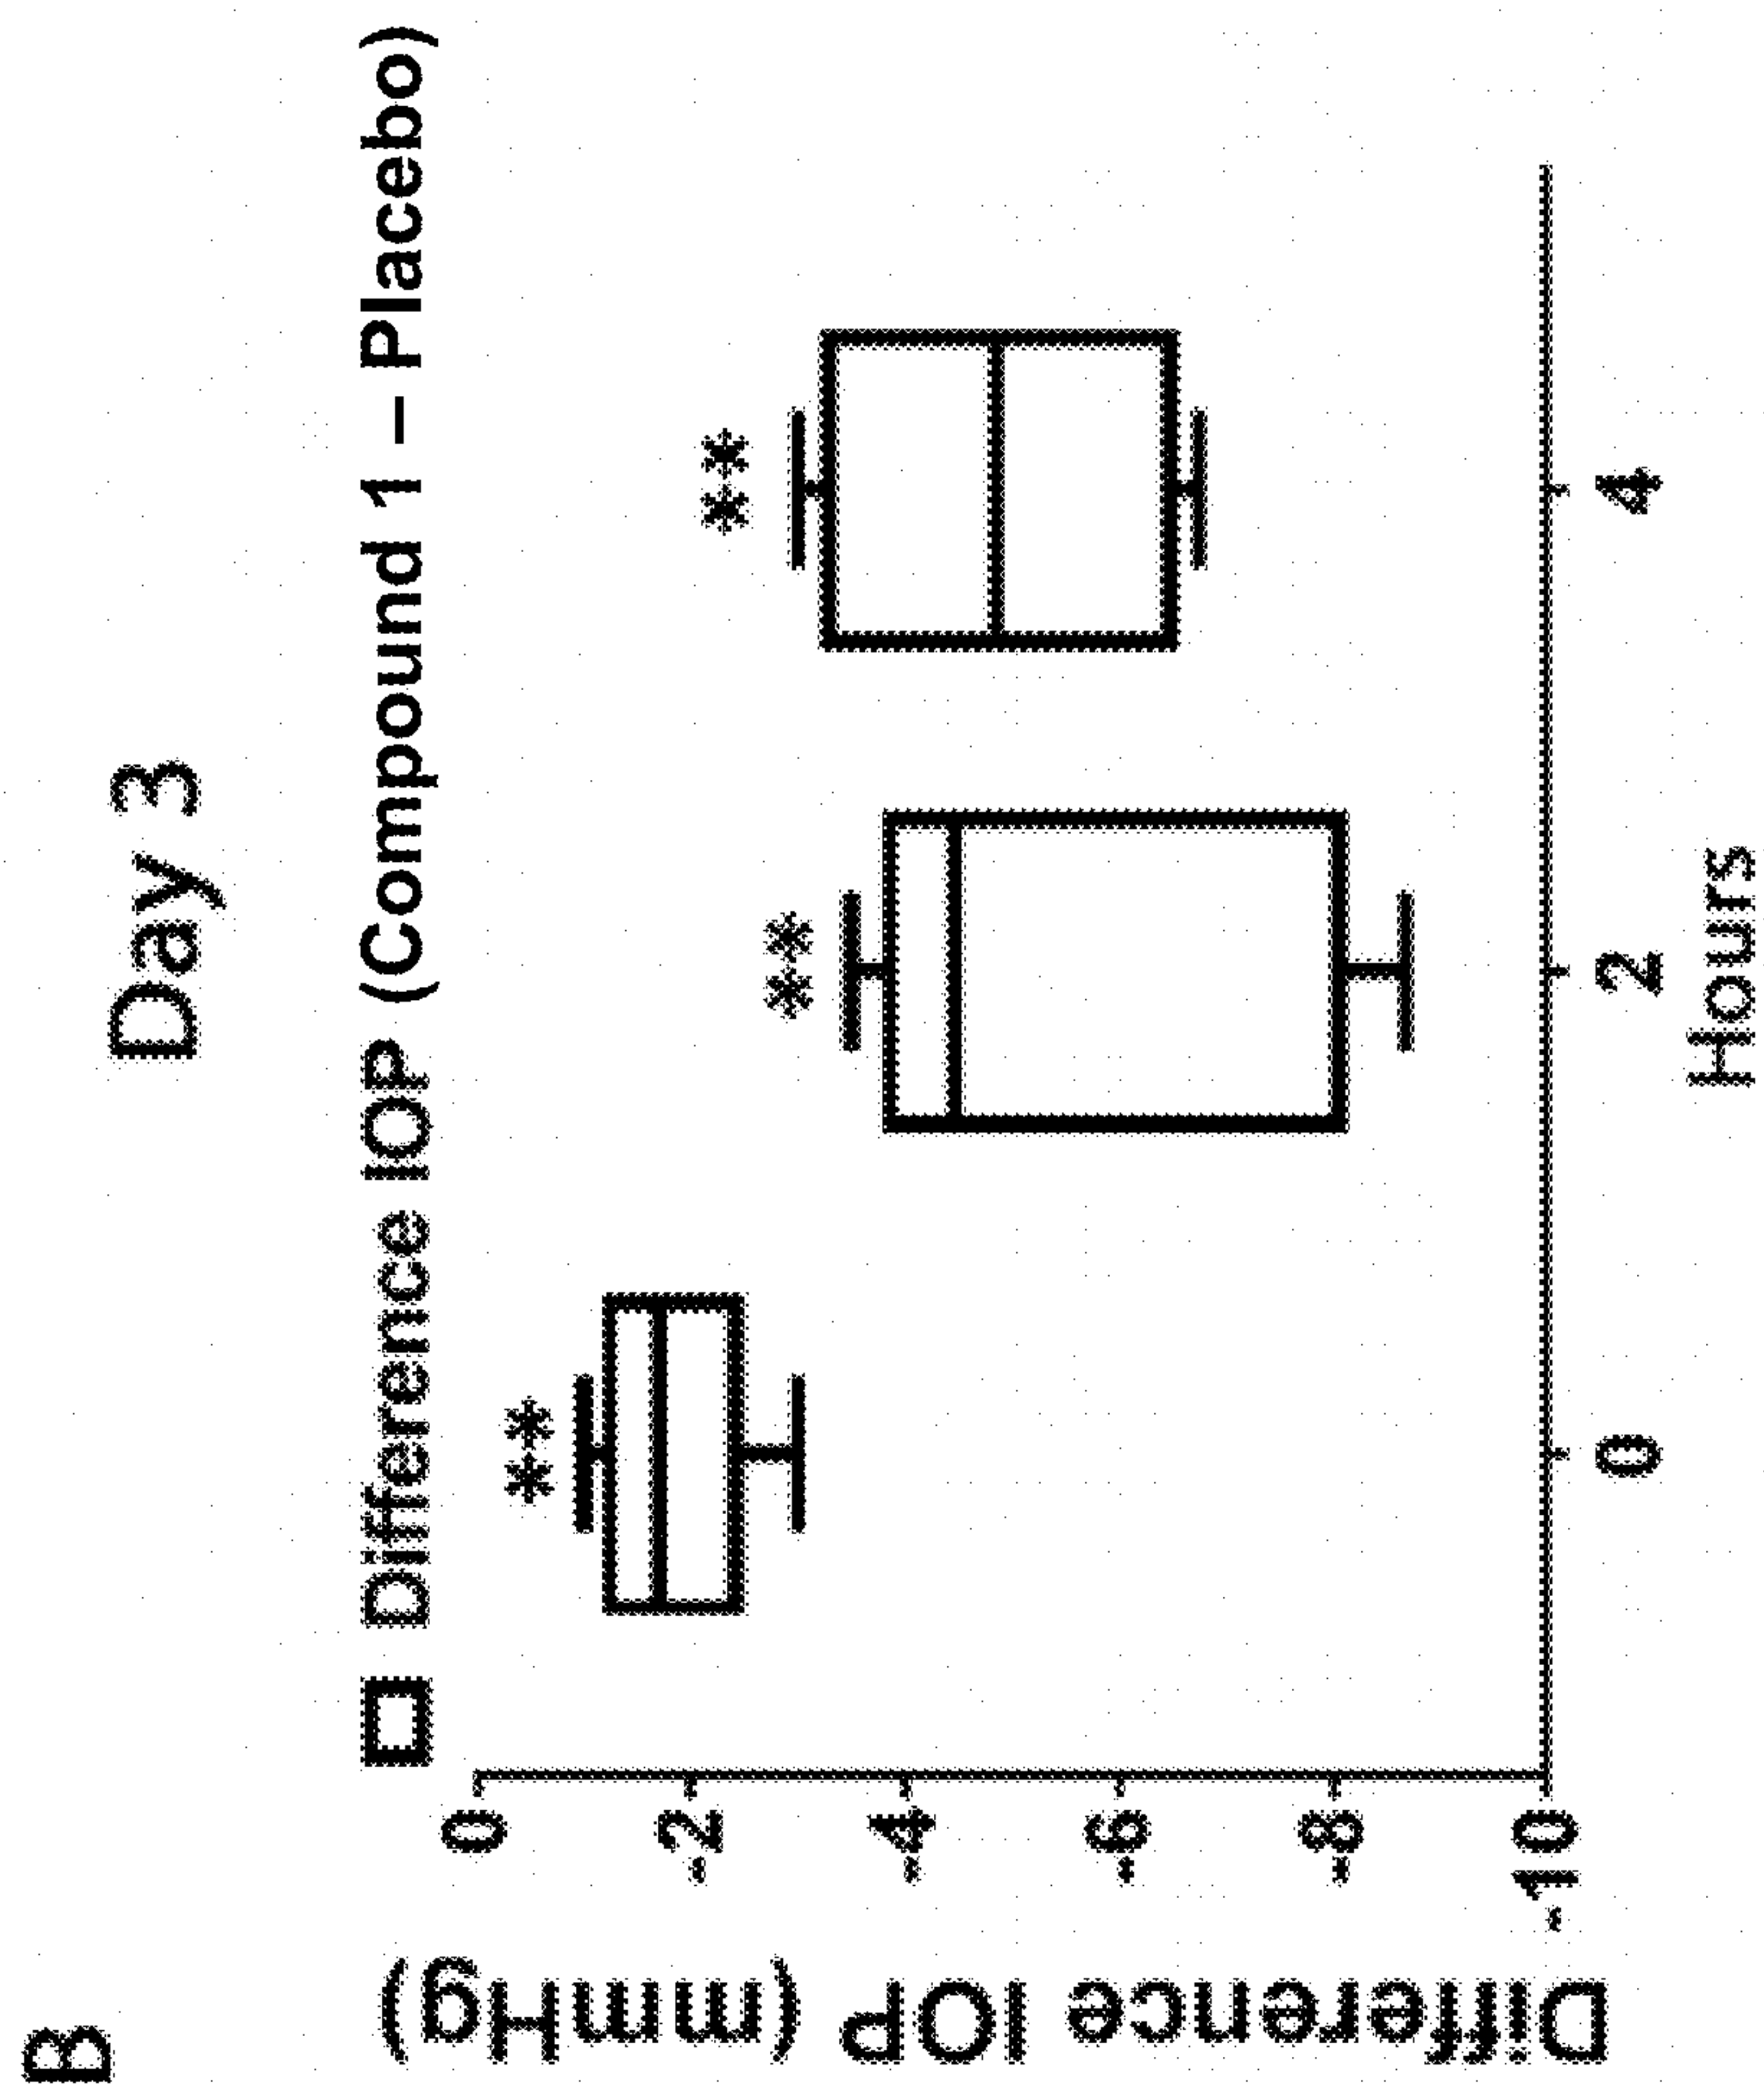 B
Day 3
Difference IOP (Compound 1 – Placebo)
Difference IOP (mmHg)
0
-2
-4
-6
-8
-10
**
**
**
0 2 4
Hours